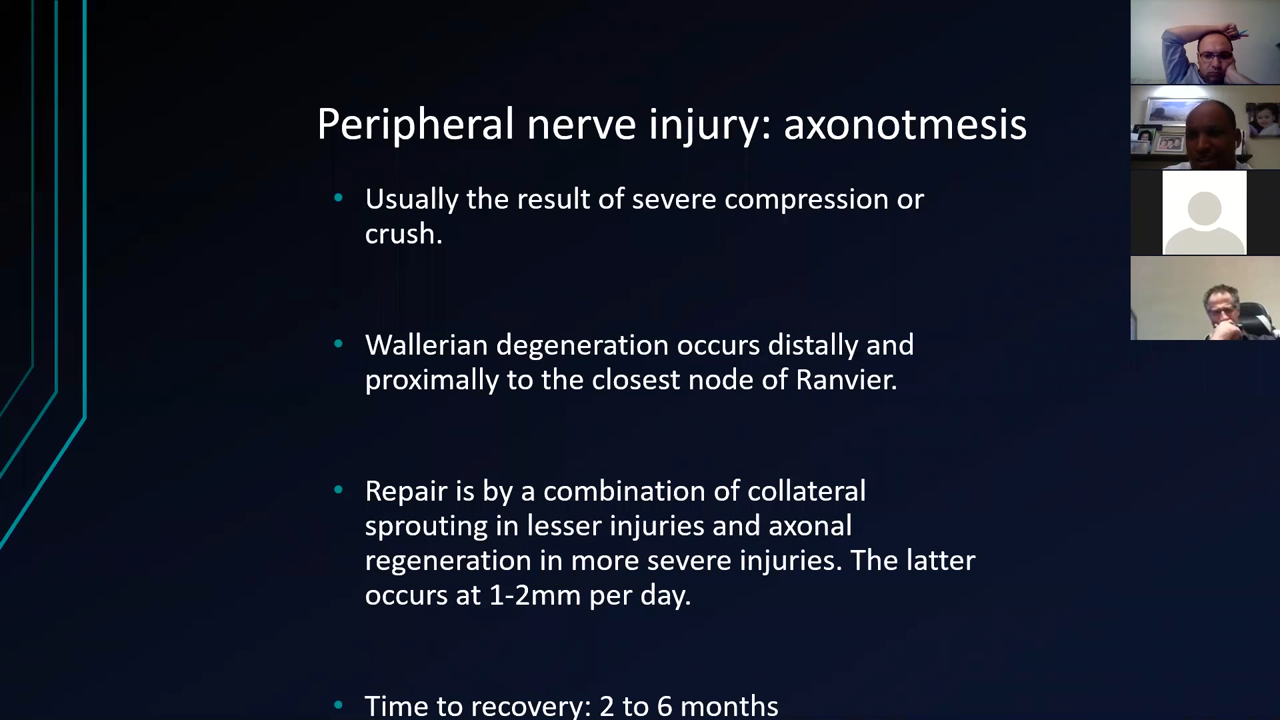 Peripheral nerve injury: axonotmesis
• Usually the result of severe compression or
crush.
• Wallerian degeneration occurs distally and
proximally to the closest node of Ranvier.
• Repair is by a combination of collateral
sprouting in lesser injuries and axonal
regeneration in more severe injuries. The latter
occurs at 1-2mm per day.
• Time to recovery: 2 to 6 months